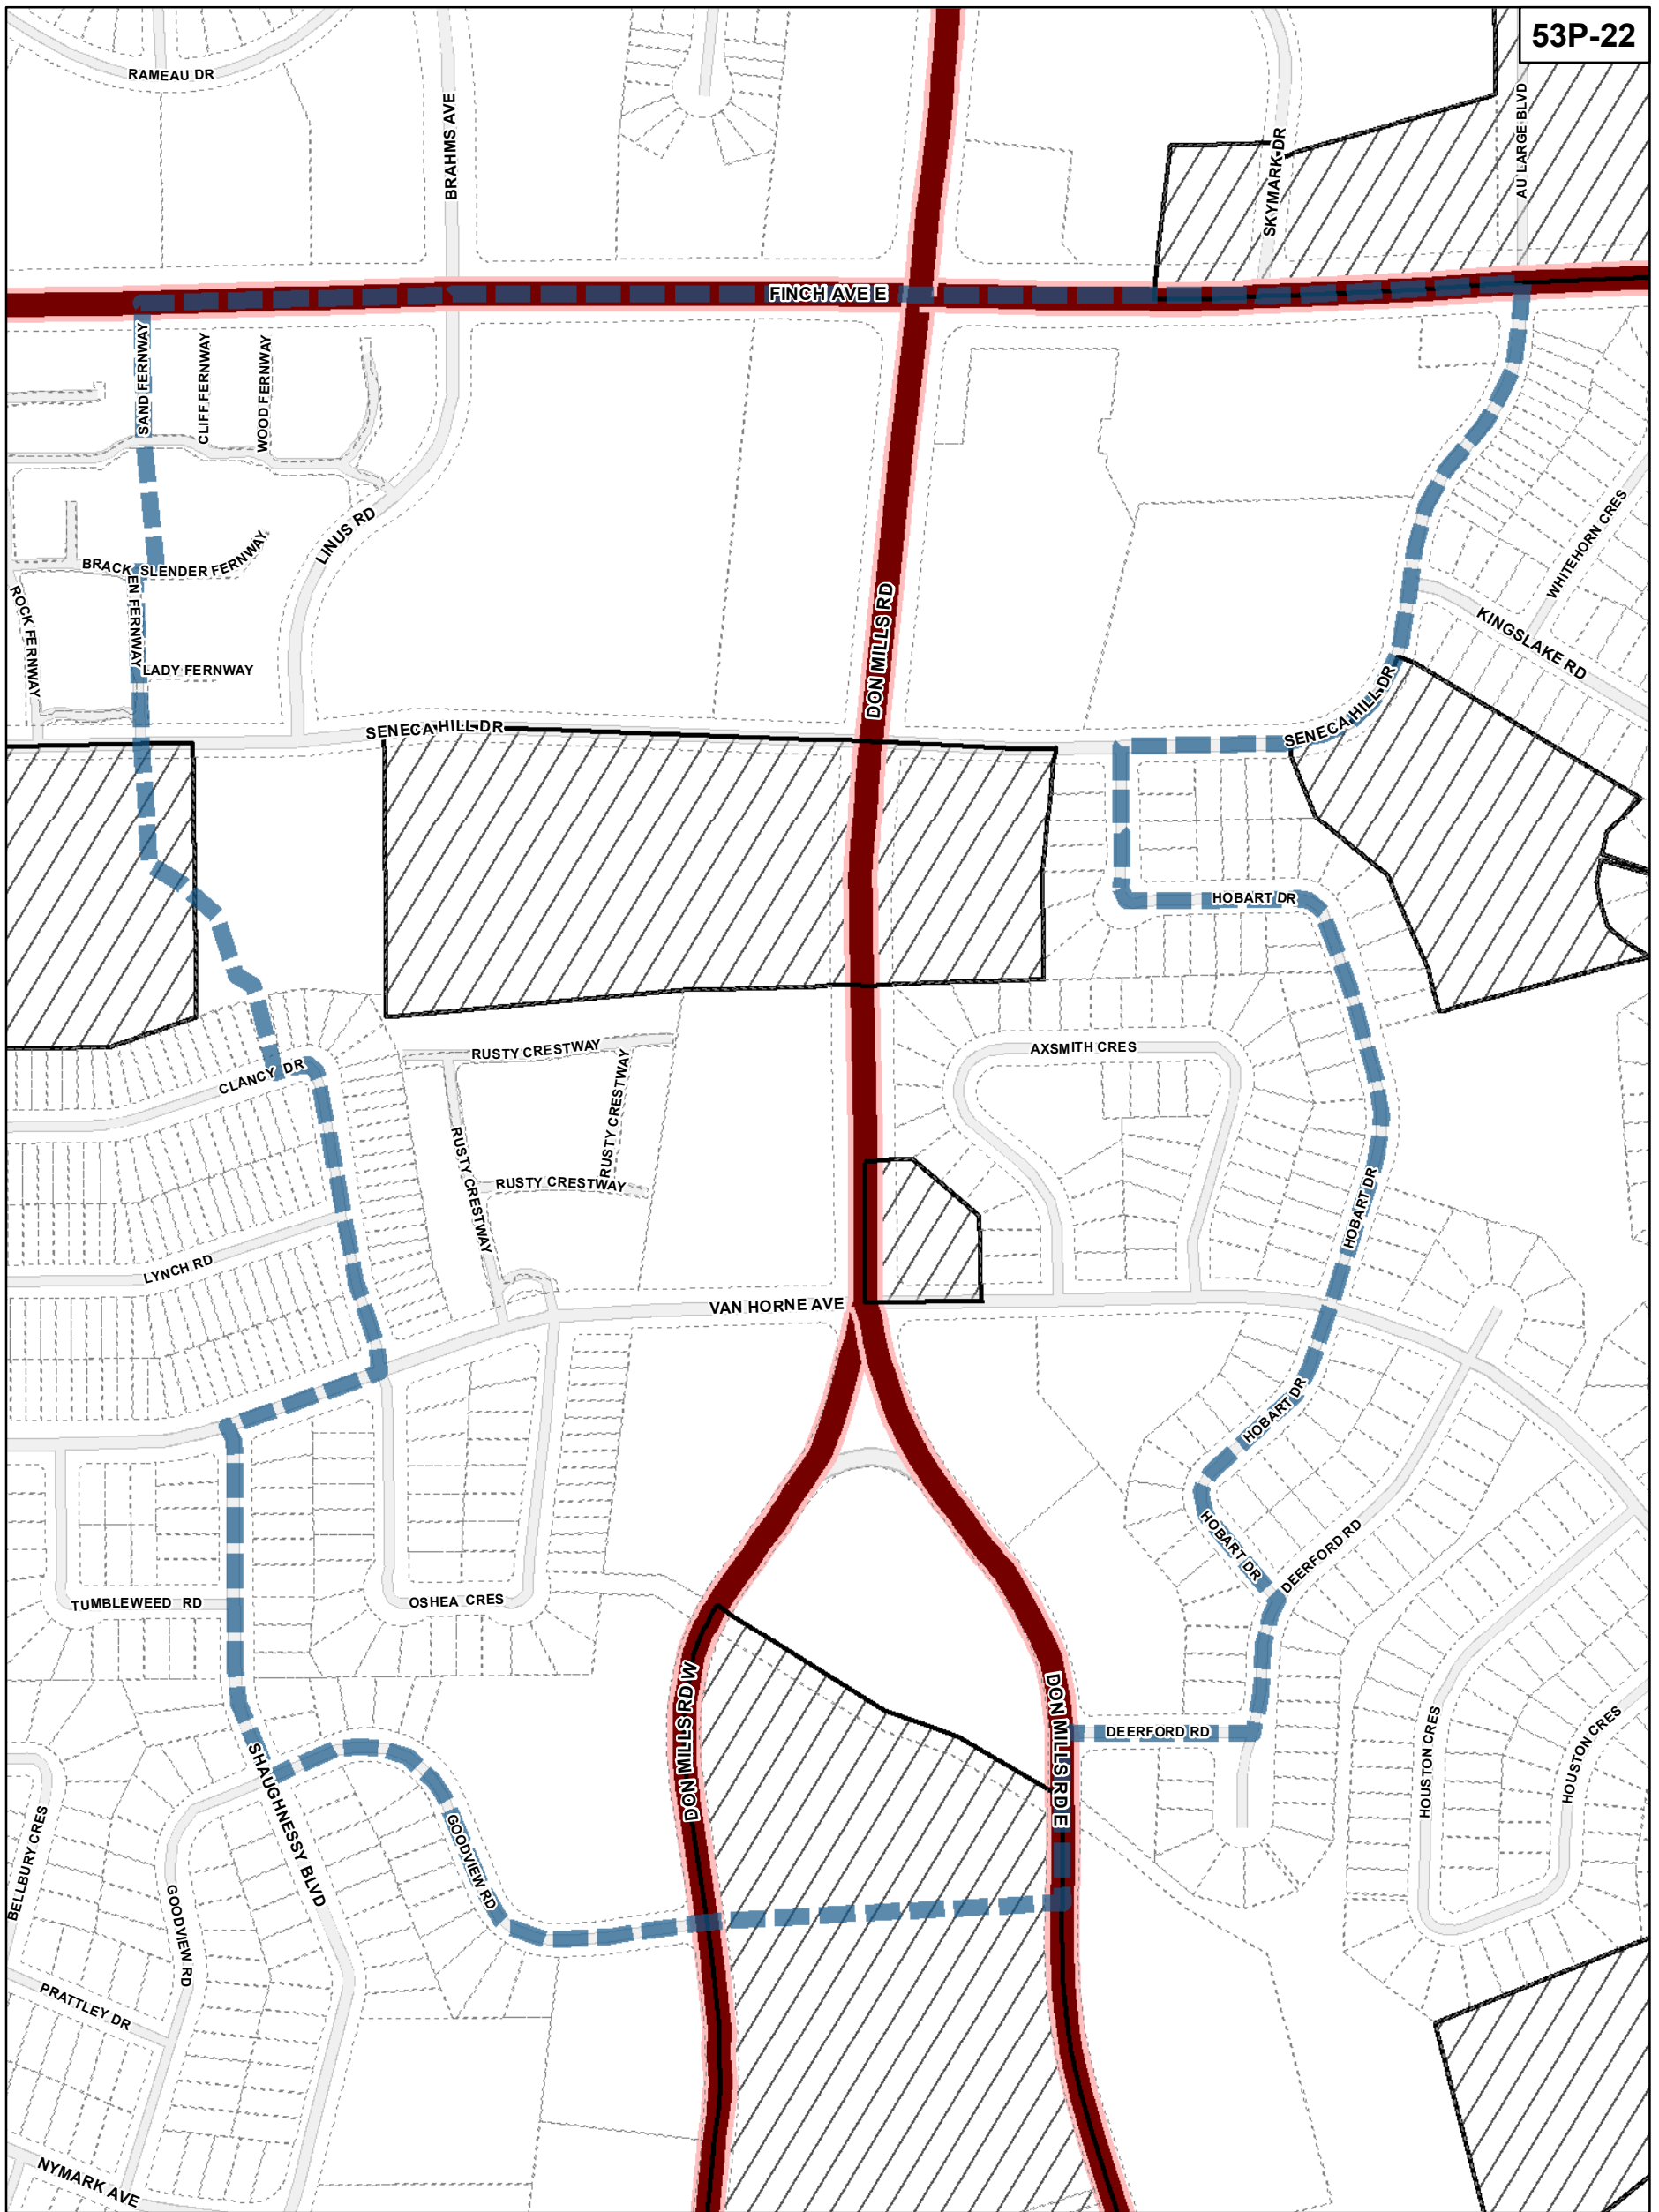 53P-22
RAMEAU DR
BRAHMS AVE
SKYMARK DR
AU LARGE BLVD
FINCH AVE E
SAND FERNWAY
CLIFF FERNWAY
WOOD FERNWAY
LINUS RD
WHITEHORN CRES
BRACK
EN FERNWAY
SLENDER FERNWAY
ROCK FERNWAY
LADY FERNWAY
KINGSLAKE RD
DON MILLS RD
SENECA HILL DR
SENECA HILL DR
HOBART DR
CLANCY DR
RUSTY CRESTWAY
RUSTY CRESTWAY
RUSTY CRESTWAY
RUSTY CRESTWAY
AXSMITH CRES
HOBART DR
LYNCH RD
VAN HORNE AVE
HOBART DR
HOBART DR
DEERFORD RD
TUMBLEWEED RD
OSHEA CRES
DON MILLS RD W
DON MILLS RD E
DEERFORD RD
HOUSTON CRES
HOUSTON CRES
SHAUGHNESSY BLVD
BELLBURY CRES
GOODVIEW RD
GOODVIEW RD
PRATTLEY DR
NYMARK AVE